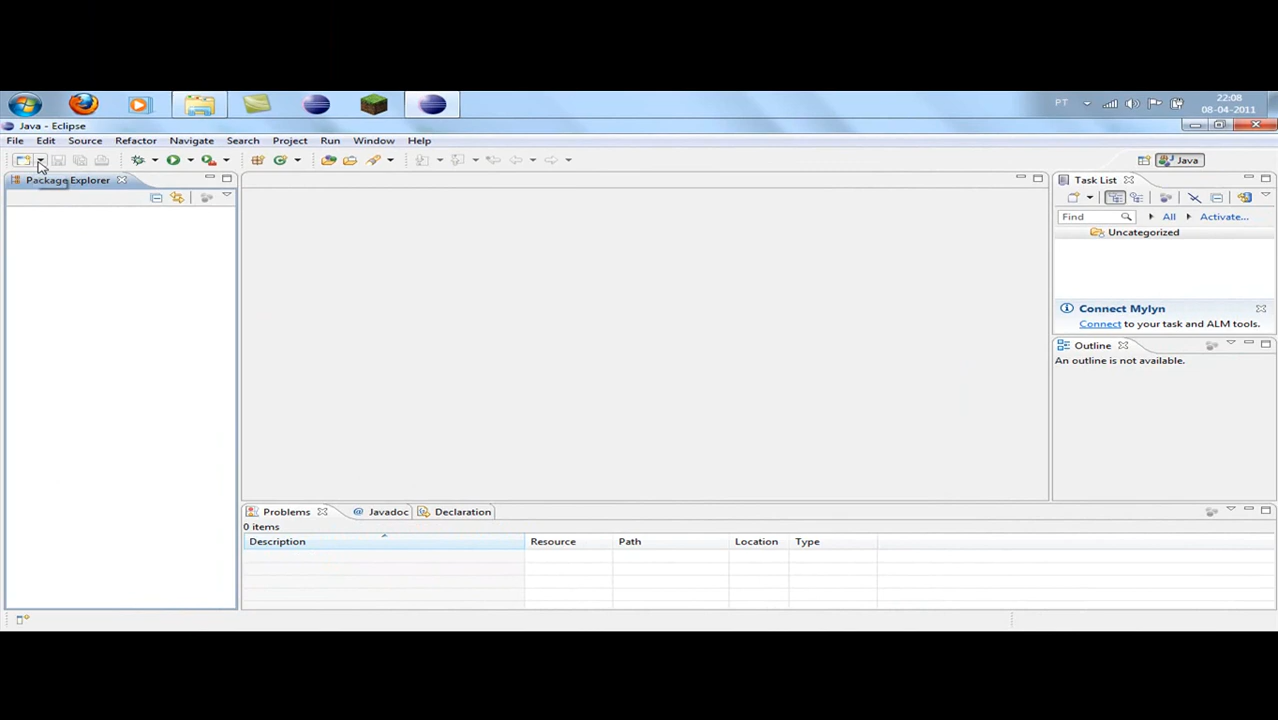 PT
22:08
08-04-2011
Java - Eclipse
File Edit Source Refactor Navigate Search Project Run Window Help
Java
Package Explorer
Task List
Find All Activate...
Uncategorized
Connect Mylyn
Connect to your task and ALM tools.
Outline
An outline is not available.
Problems Javadoc Declaration
0 items
Description Resource Path Location Type